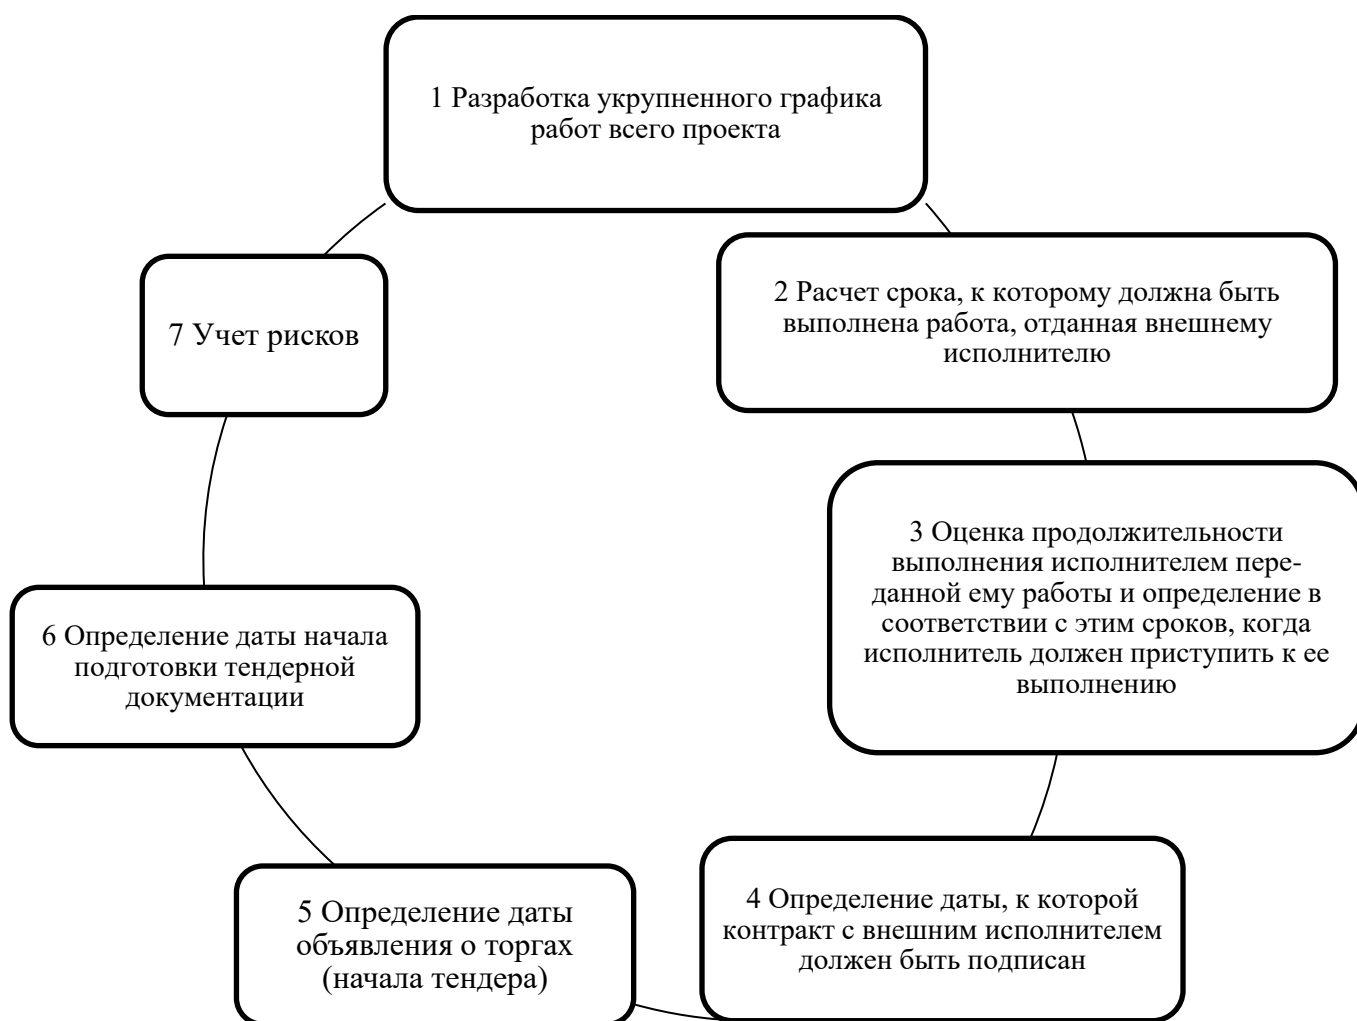 1 Разработка укрупненного графика
работ всего проекта
2 Расчет срока, к которому должна быть
выполнена работа, отданная внешнему
исполнителю
3 Оценка продолжительности
выполнения исполнителем пере-
данной ему работы и определение в
соответствии с этим сроков, когда
исполнитель должен приступить к ее
выполнению
4 Определение даты, к которой
контракт с внешним исполнителем
должен быть подписан
5 Определение даты
объявления о торгах
(начала тендера)
6 Определение даты начала
подготовки тендерной
документации
7 Учет рисков